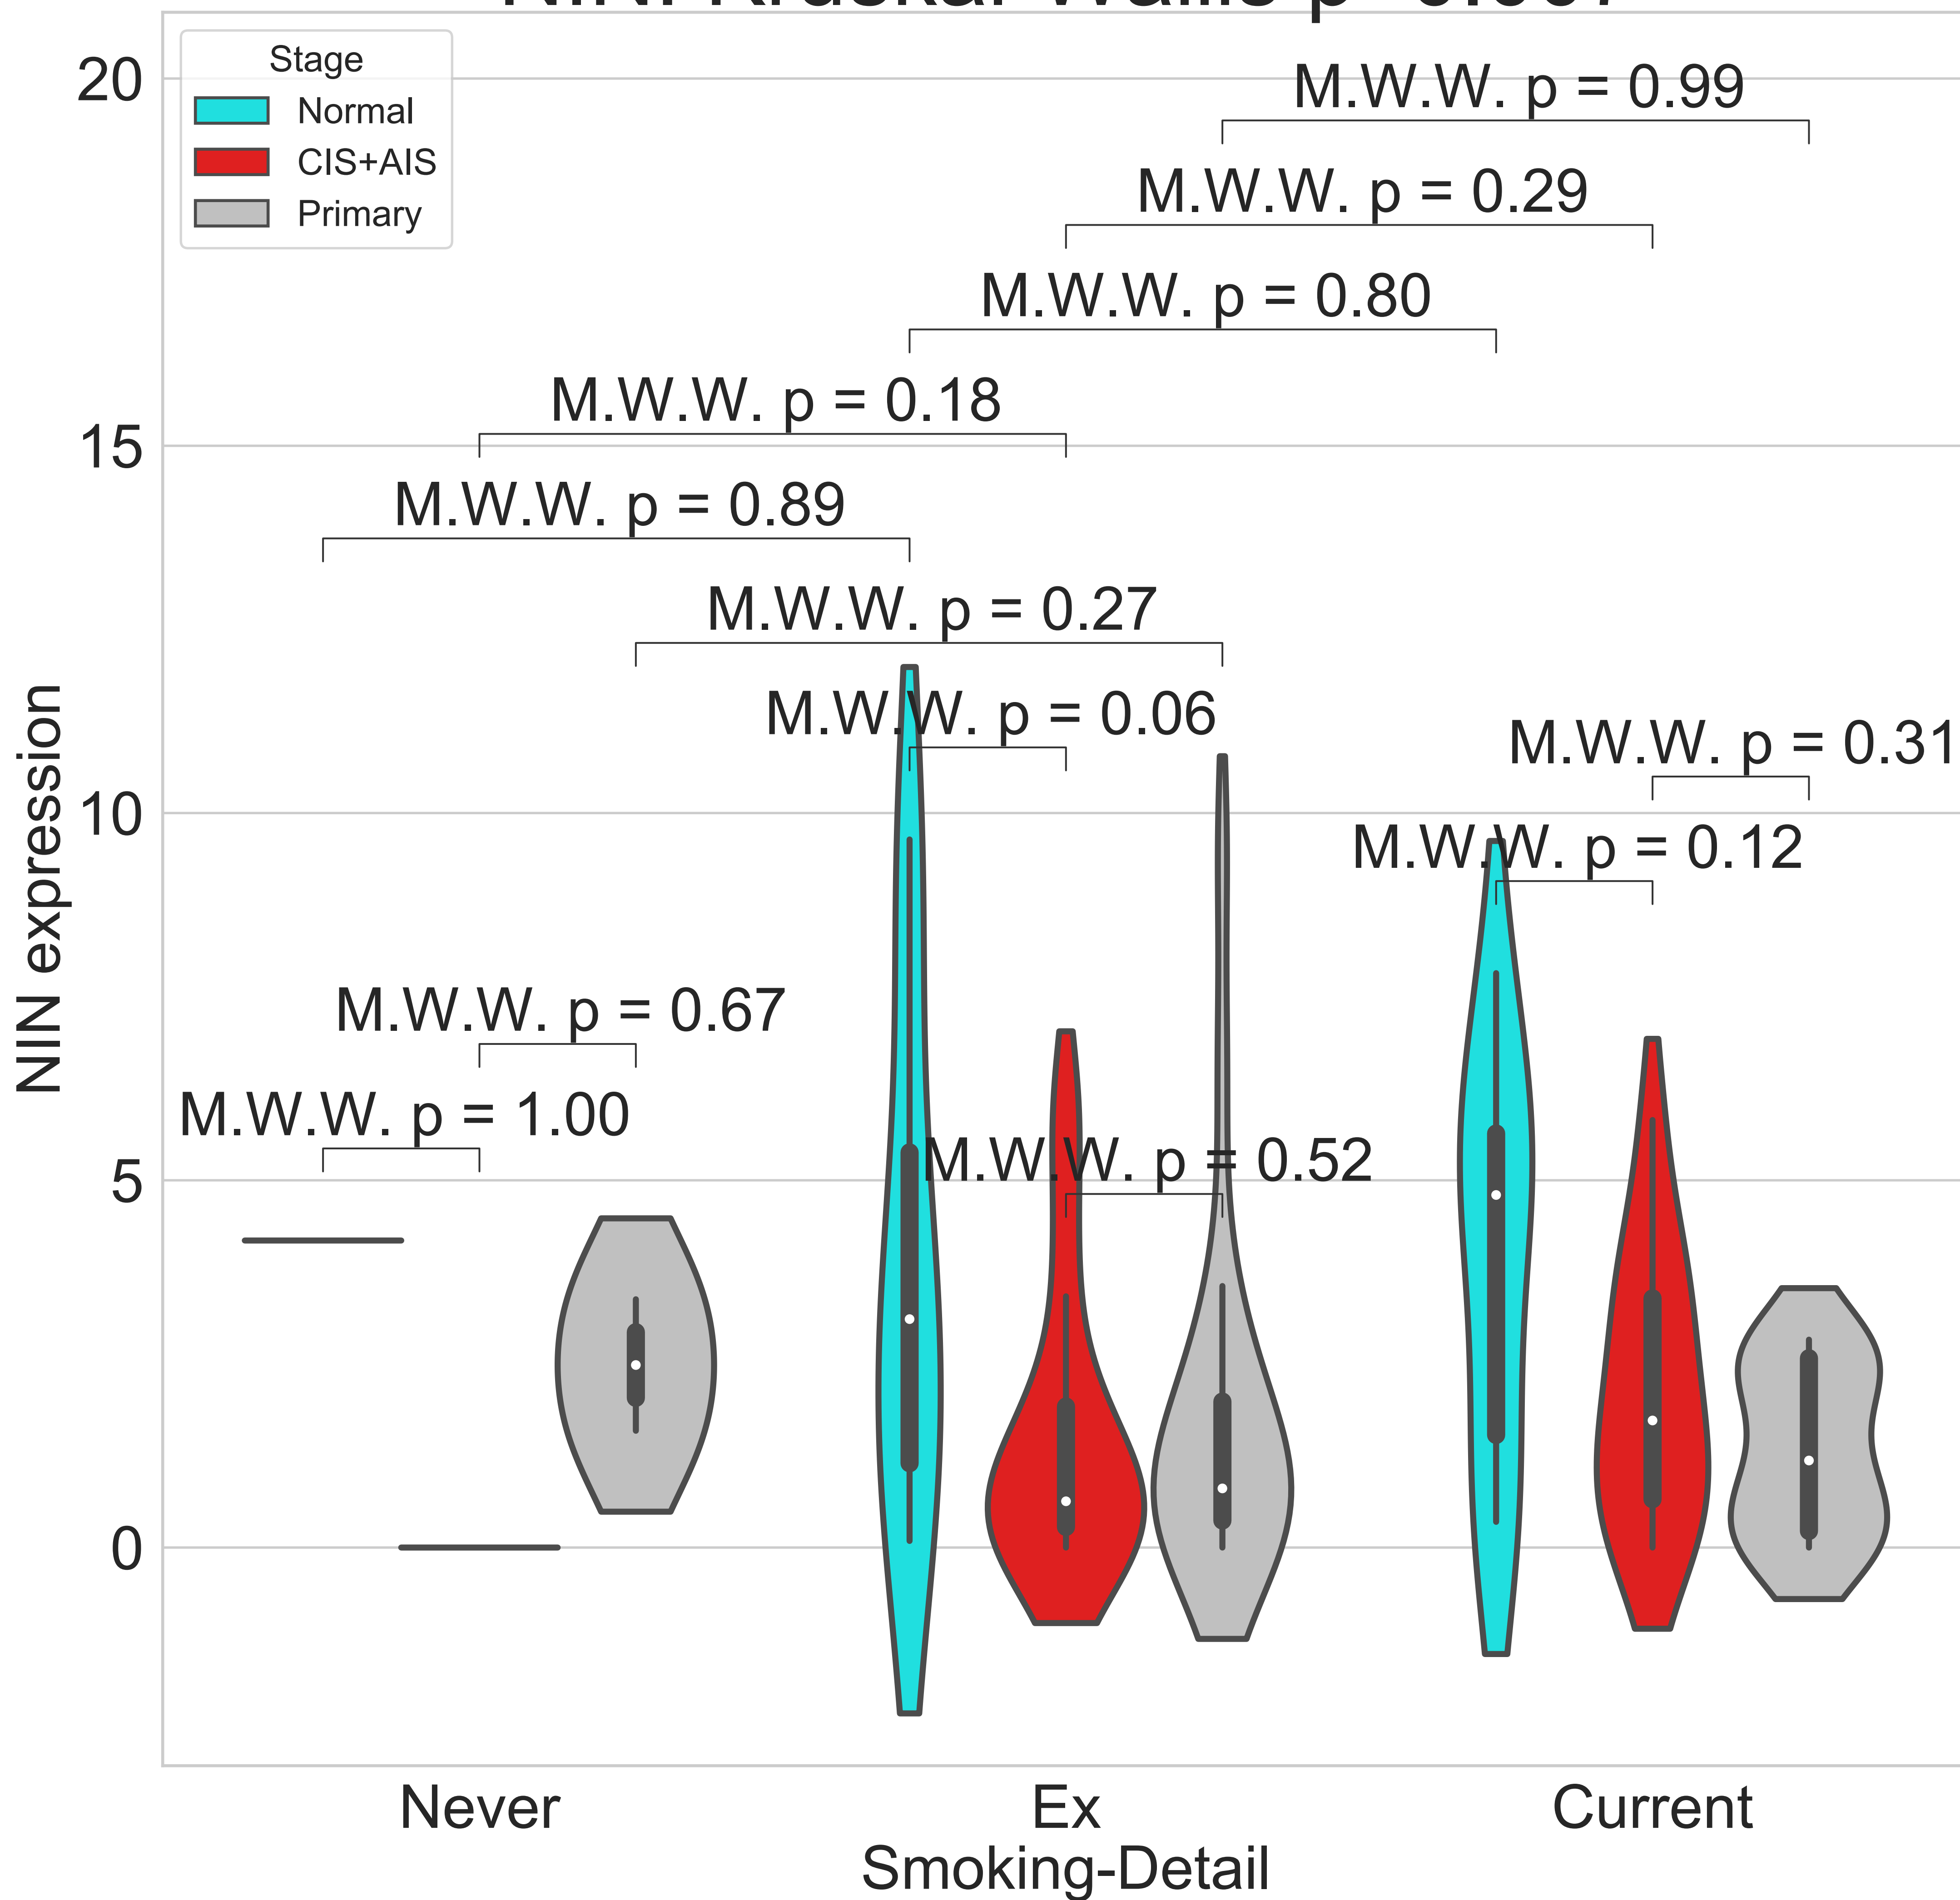 Stage
Normal
CIS+AIS
Primary
20
15
10
5
0
NIN expression
M.W.W. p = 0.99
M.W.W. p = 0.29
M.W.W. p = 0.80
M.W.W. p = 0.18
M.W.W. p = 0.89
M.W.W. p = 0.27
M.W.W. p = 0.06
M.W.W. p = 0.31
M.W.W. p = 0.12
M.W.W. p = 0.67
M.W.W. p = 1.00
M.W.W. p = 0.52
Never
Ex
Current
Smoking-Detail